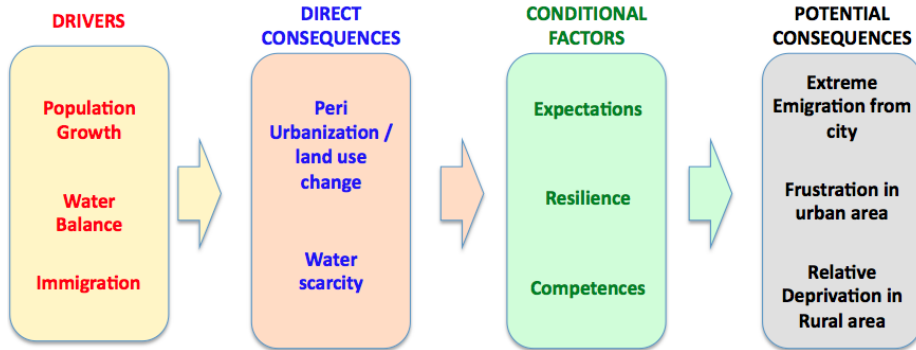 DRIVERS
Population
Growth
Water
Balance
Immigration
DIRECT
CONSEQUENCES
Peri
Urbanization /
land use
change
Water
scarcity
CONDITIONAL
FACTORS
Expectations
Resilience
Competences
POTENTIAL
CONSEQUENCES
Extreme
Emigration from
city
Frustration in
urban area
Relative
Deprivation in
Rural area